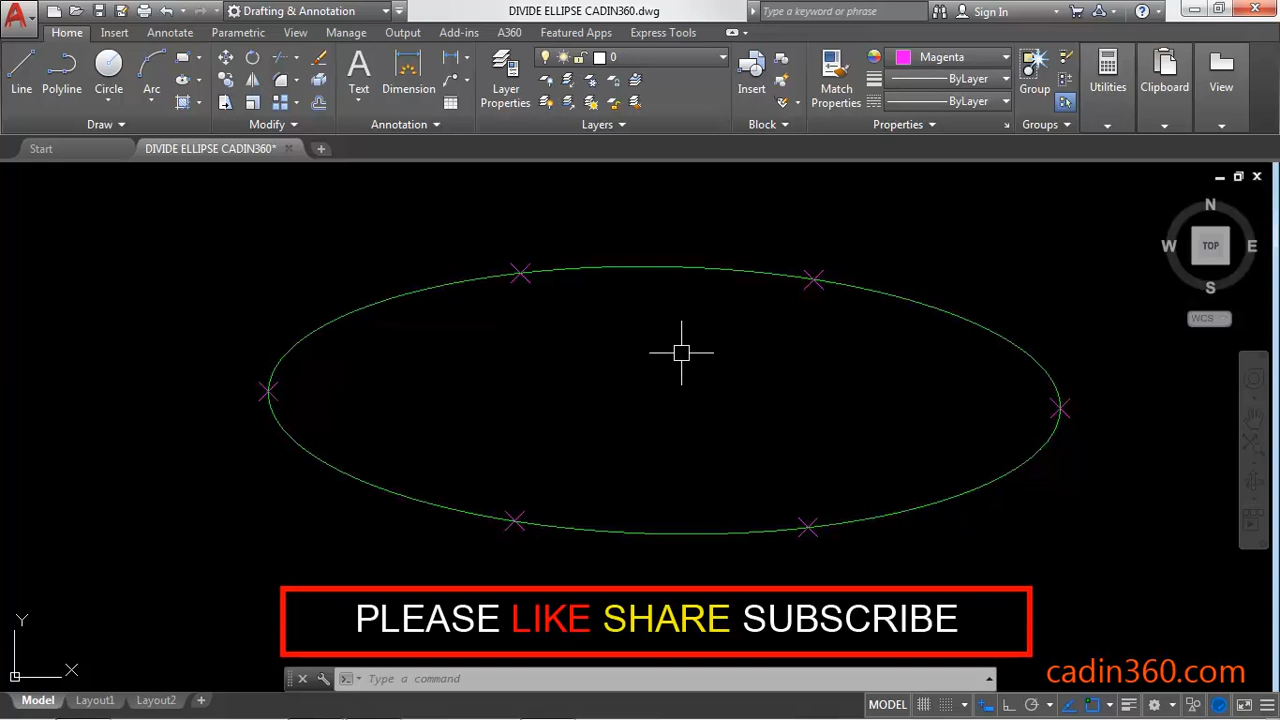 Drafting & Annotation
DIVIDE ELLIPSE CADIN360.dwg
Type a keyword or phrase
Sign In
Home Insert Annotate Parametric View Manage Output Add-ins A360 Featured Apps Express Tools
Line
Polyline
Circle
Arc
Draw
Modify
Text
Dimension
Annotation
Layer
Properties
0
Layers
Insert
Block
Match
Properties
Magenta
ByLayer
ByLayer
Properties
Group
Groups
Utilities
Clipboard
View
Start
DIVIDE ELLIPSE CADIN360*
N
W
TOP
E
S
WCS
PLEASE LIKE SHARE SUBSCRIBE
cadin360.com
Y
X
Type a command
Model Layout1 Layout2
MODEL